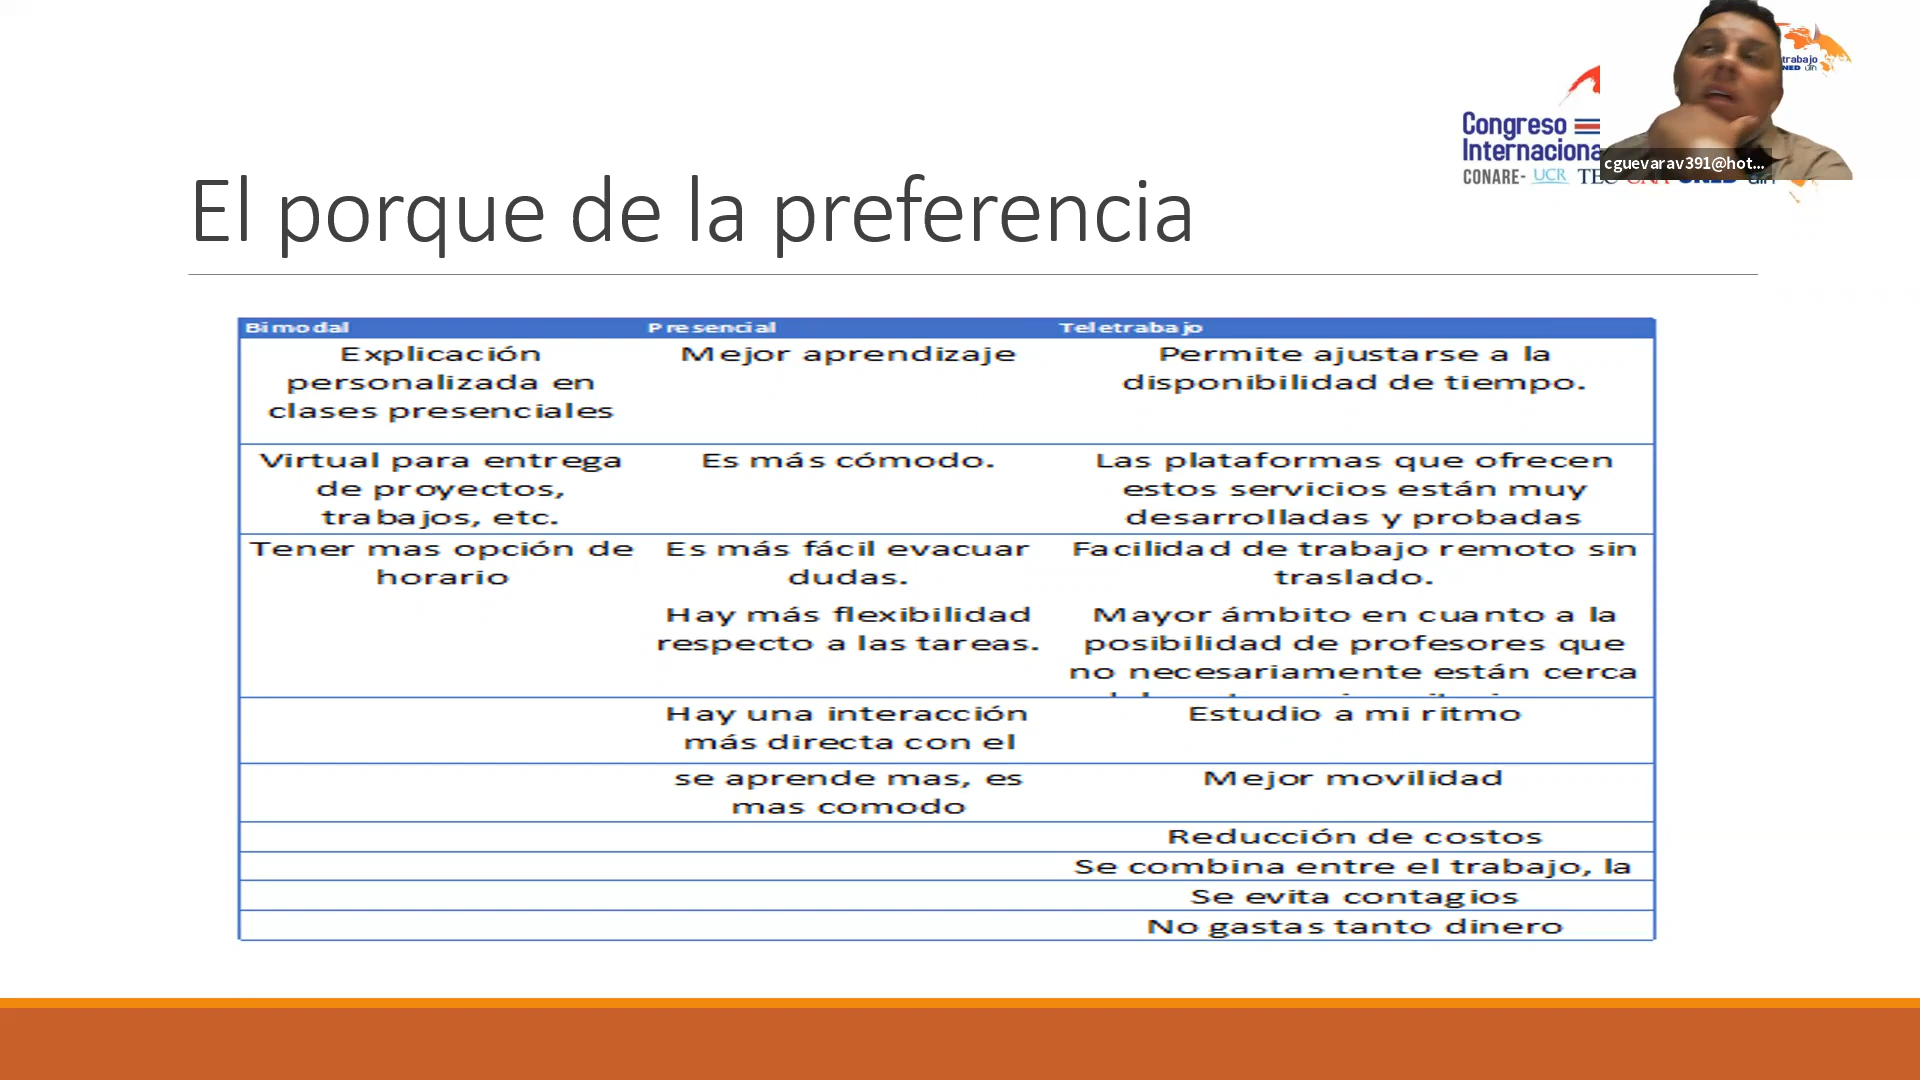 trabajo
NED utn
Congreso
Internaciona
CONARE- UCR TEC
cguevarav391@hot...
El porque de la preferencia
Bimodal Presencial Teletrabajo
Explicación Mejor aprendizaje Permite ajustarse a la
personalizada en disponibilidad de tiempo.
clases presenciales
Virtual para entrega Es más cómodo. Las plataformas que ofrecen
de proyectos, estos servicios están muy
trabajos, etc. desarrolladas y probadas
Tener mas opción de Es más fácil evacuar Facilidad de trabajo remoto sin
horario dudas. traslado.
Hay más flexibilidad Mayor ámbito en cuanto a la
respecto a las tareas. posibilidad de profesores que
no necesariamente están cerca
Hay una interacción Estudio a mi ritmo
más directa con el
se aprende mas, es Mejor movilidad
mas comodo
Reducción de costos
Se combina entre el trabajo, la
Se evita contagios
No gastas tanto dinero